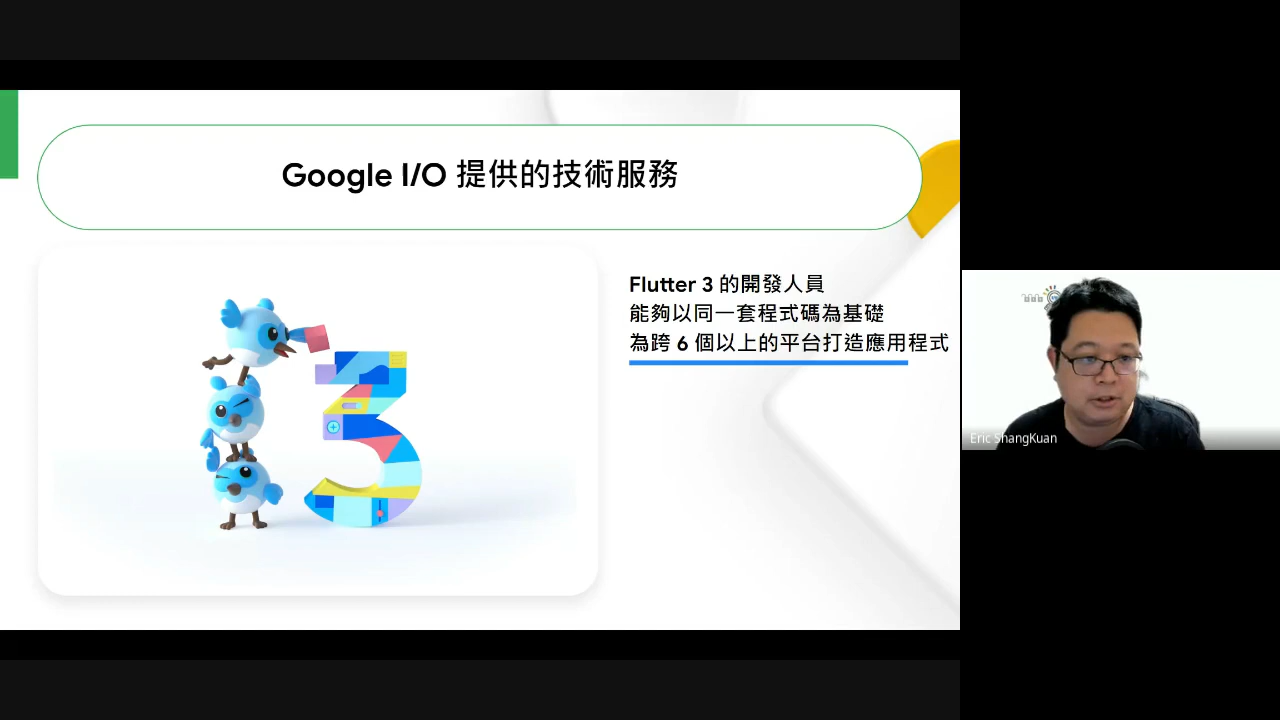 Google I/O 提供的技術服務
Flutter 3 的開發人員
能夠以同一套程式碼為基礎
為跨 6 個以上的平台打造應用程式
3
Eric ShangKuan